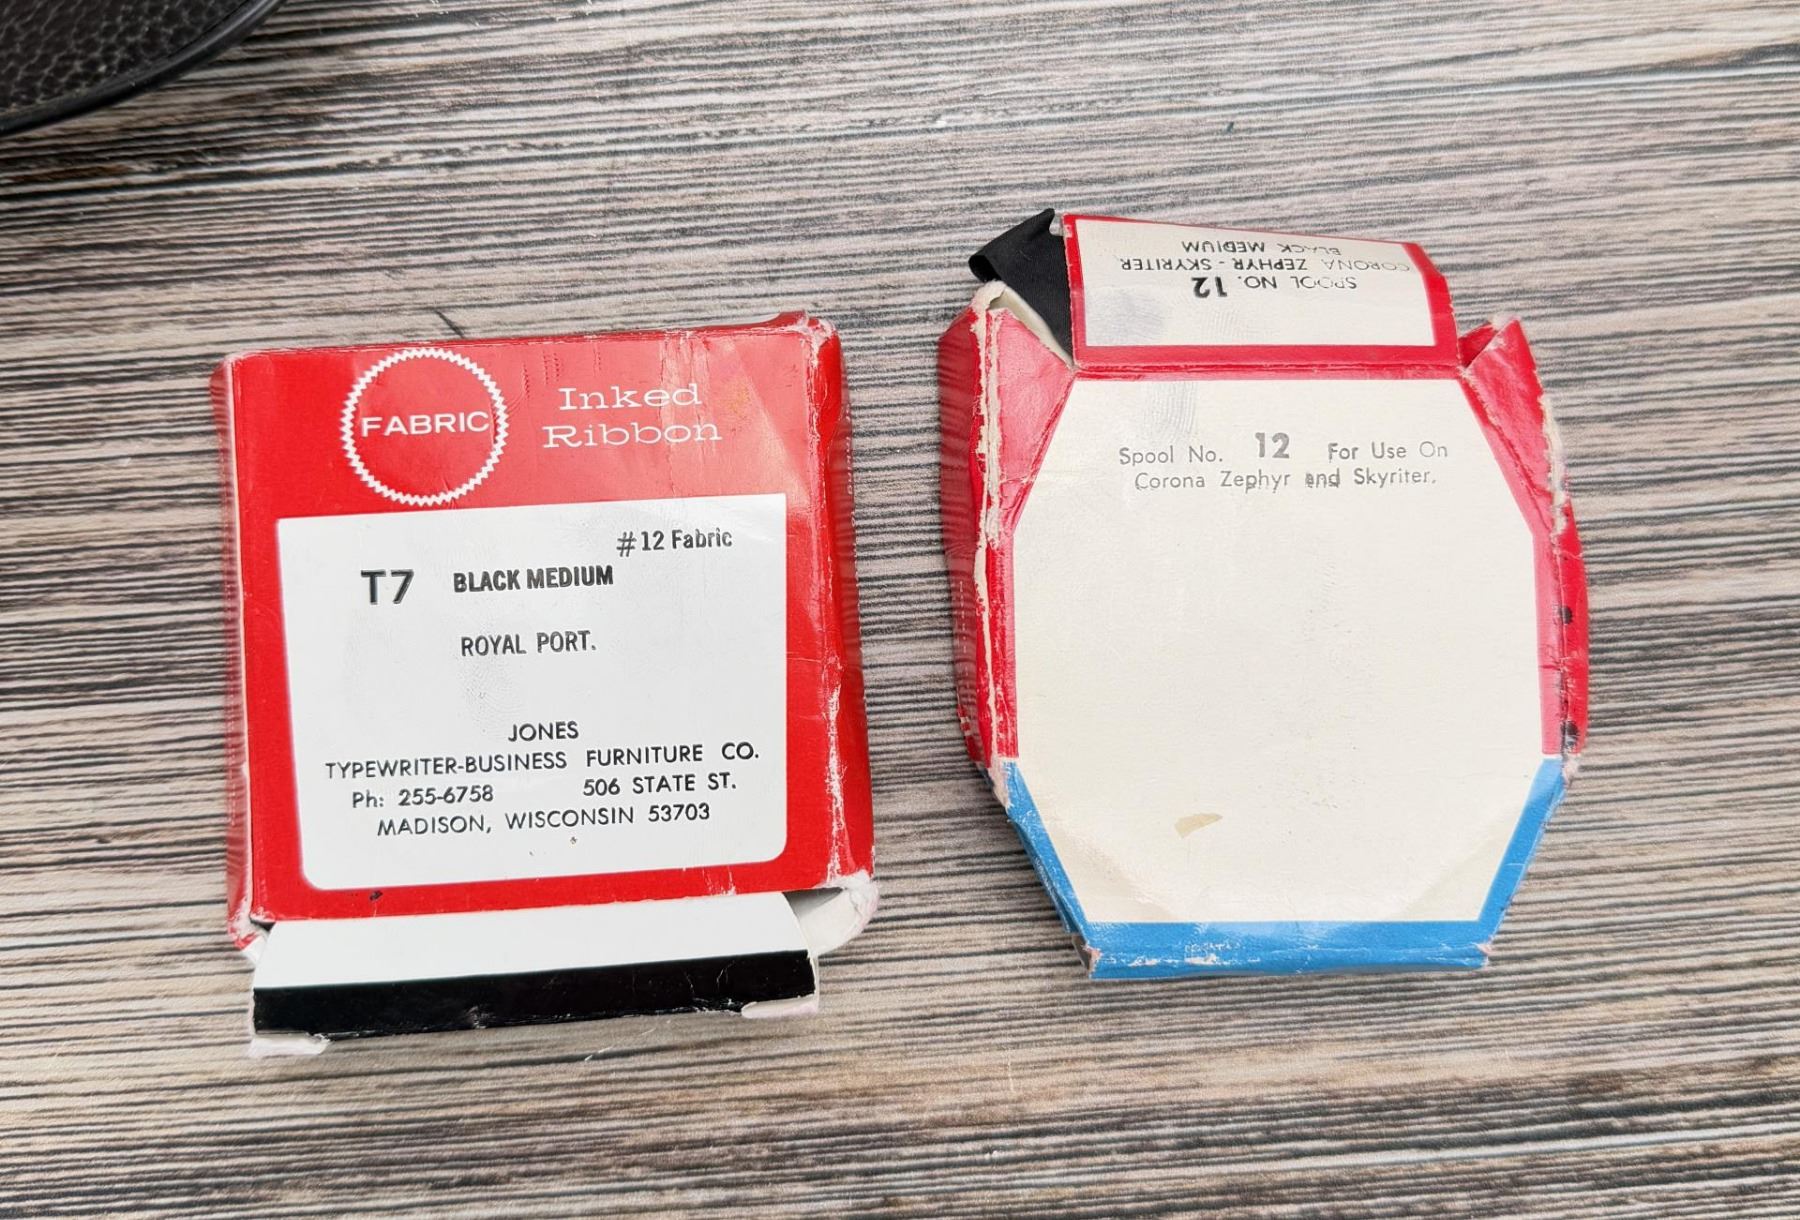 FABRIC
Inked
Ribbon
#12 Fabric
T7 BLACK MEDIUM
ROYAL PORT.
JONES
TYPEWRITER-BUSINESS FURNITURE CO.
Ph: 255-6758 506 STATE ST.
MADISON, WISCONSIN 53703
SPOOL NO. 12
CORONA ZEPHYR - SKYRITER
BLACK MEDIUM
Spool No. 12 For Use On
Corona Zephyr and Skyriter.